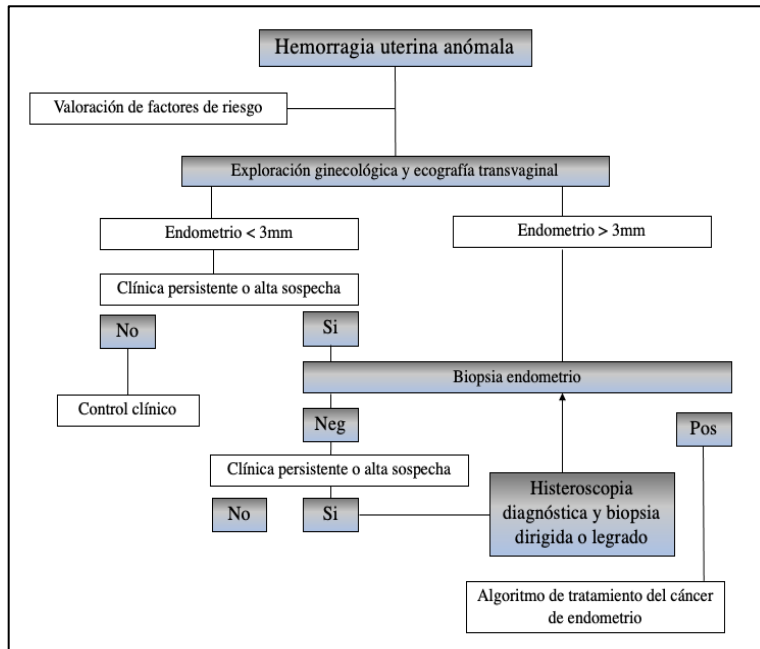 Hemorragia uterina anómala
Valoración de factores de riesgo
Exploración ginecológica y ecografía transvaginal
Endometrio < 3mm
Endometrio > 3mm
Clínica persistente o alta sospecha
No
Si
Biopsia endometrio
Control clínico
Neg
Pos
Clínica persistente o alta sospecha
No
Si
Histeroscopia
diagnóstica y biopsia
dirigida o legrado
Algoritmo de tratamiento del cáncer
de endometrio